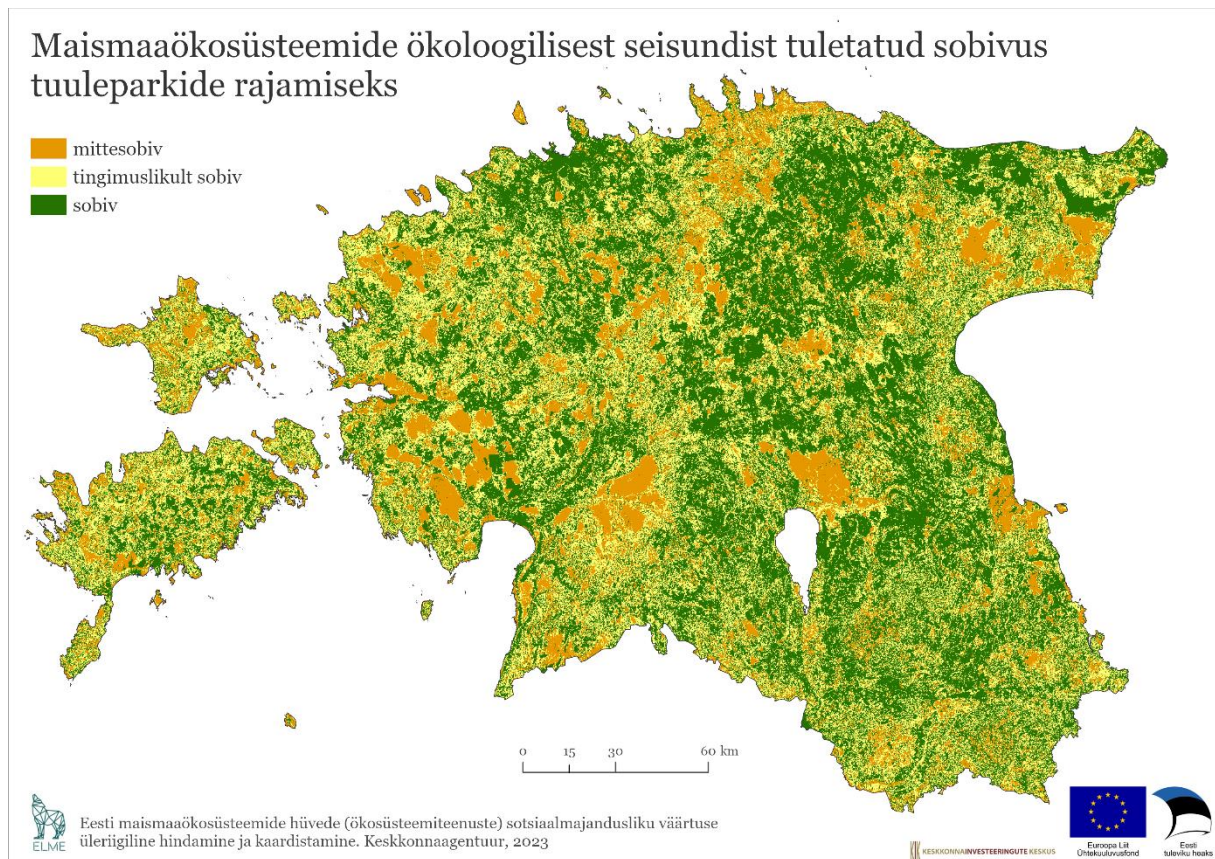 Maismaaökosüsteemide ökoloogilisest seisundist tuletatud sobivus
tuuleparkide rajamiseks
mittesobiv
tingimuslikult sobiv
sobiv
0 15 30 60 km
ELME
Eesti maismaaökosüsteemide hüvede (ökosüsteemiteenuste) sotsiaalmajandusliku väärtuse
üleriigiline hindamine ja kaardistamine. Keskkonnaagentuur, 2023
KESKKONNAINVESTEERINGUTE KESKUS
Euroopa Liit
Ühtekuuluvusfond
Eesti
tuleviku heaks